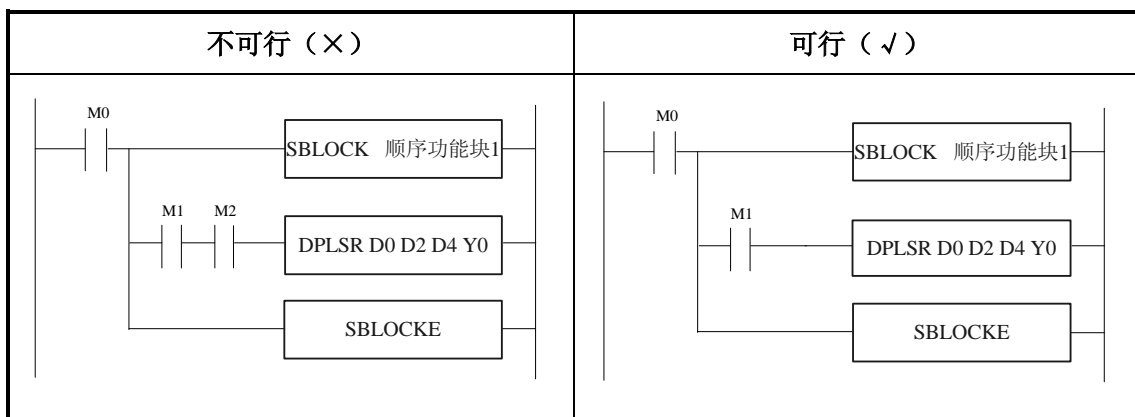 不可行（×）
可行（√）
M0
SBLOCK 顺序功能块1
M1 M2
DPLSR D0 D2 D4 Y0
SBLOCKE
M0
SBLOCK 顺序功能块1
M1
DPLSR D0 D2 D4 Y0
SBLOCKE